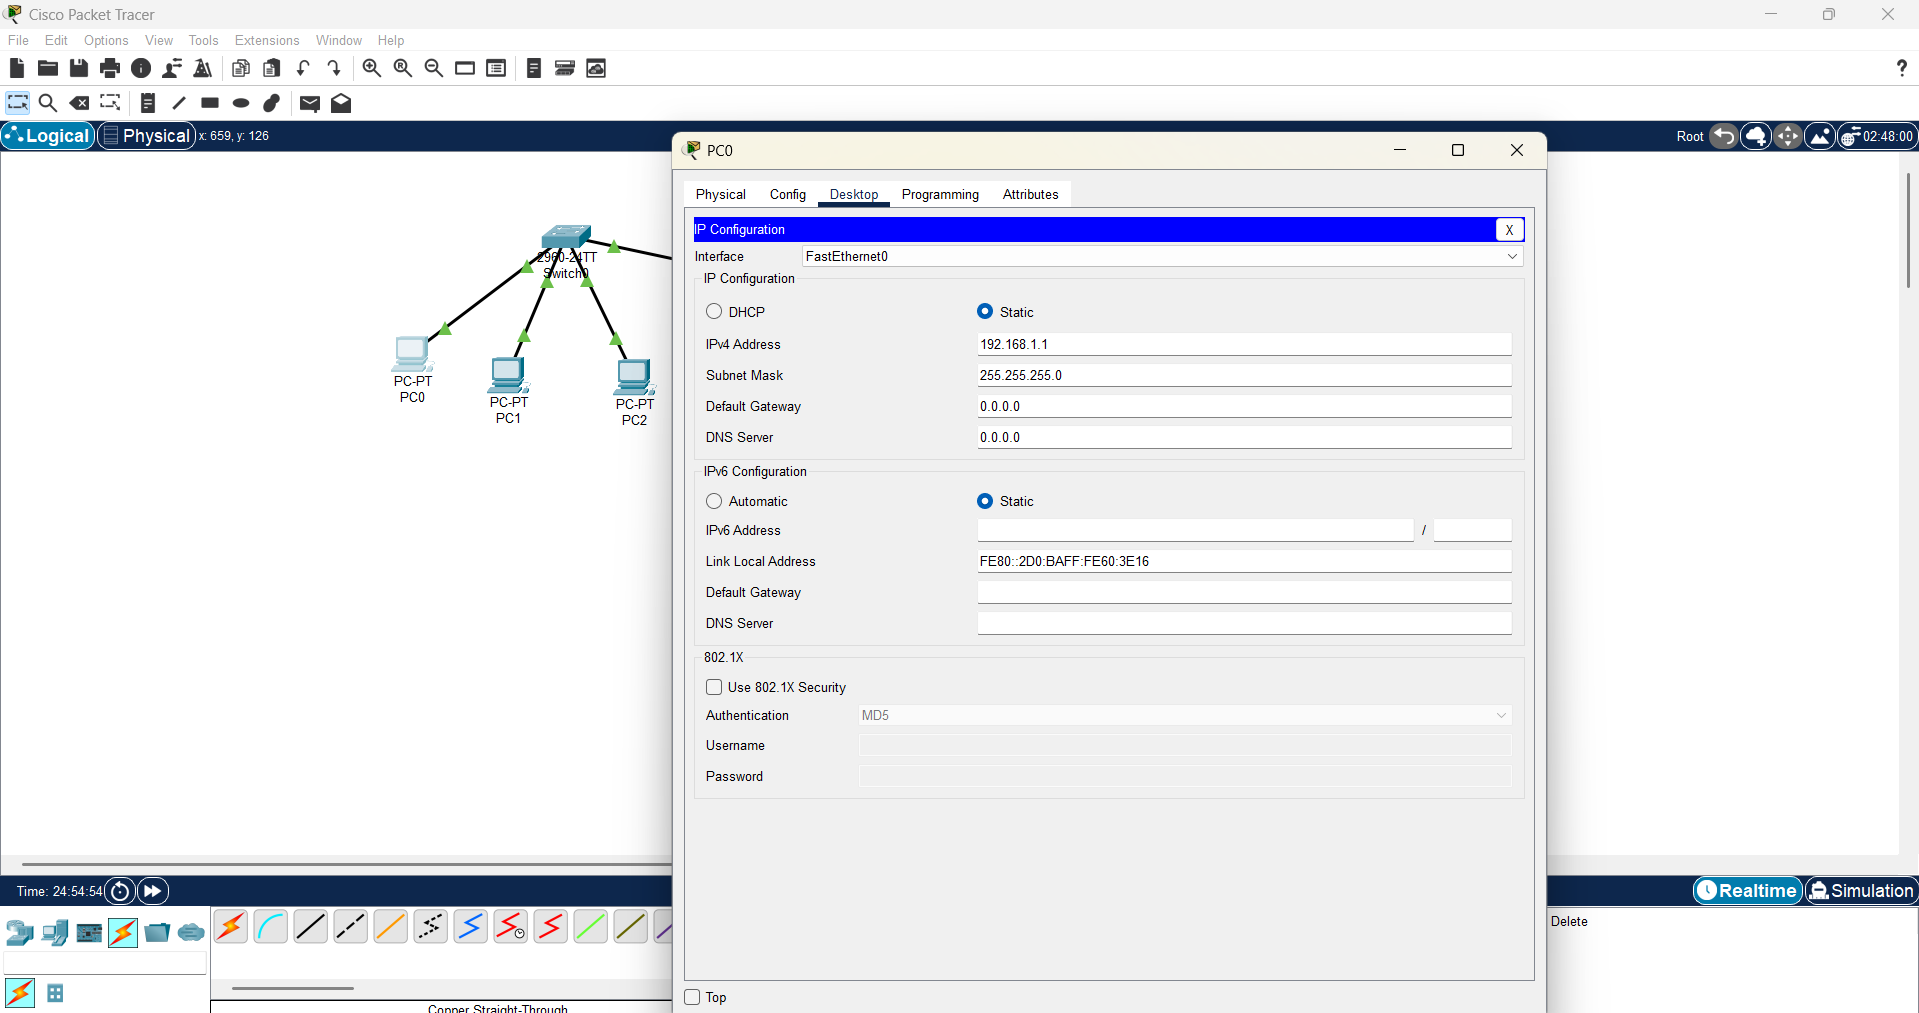 Cisco Packet Tracer
File Edit Options View Tools Extensions Window Help
?
Logical Physical x: 659, y: 126
Root 02:48:00
2960-24TT
Switch0
PC-PT
PC0
PC-PT
PC1
PC-PT
PC2
PC0
Physical Config Desktop Programming Attributes
IP Configuration X
Interface FastEthernet0
IP Configuration
DHCP Static
IPv4 Address 192.168.1.1
Subnet Mask 255.255.255.0
Default Gateway 0.0.0.0
DNS Server 0.0.0.0
IPv6 Configuration
Automatic Static
IPv6 Address /
Link Local Address FE80::2D0:BAFF:FE60:3E16
Default Gateway
DNS Server
802.1X
Use 802.1X Security
Authentication MD5
Username
Password
Top
Time: 24:54:54
Realtime Simulation
Delete
Copper Straight-Through